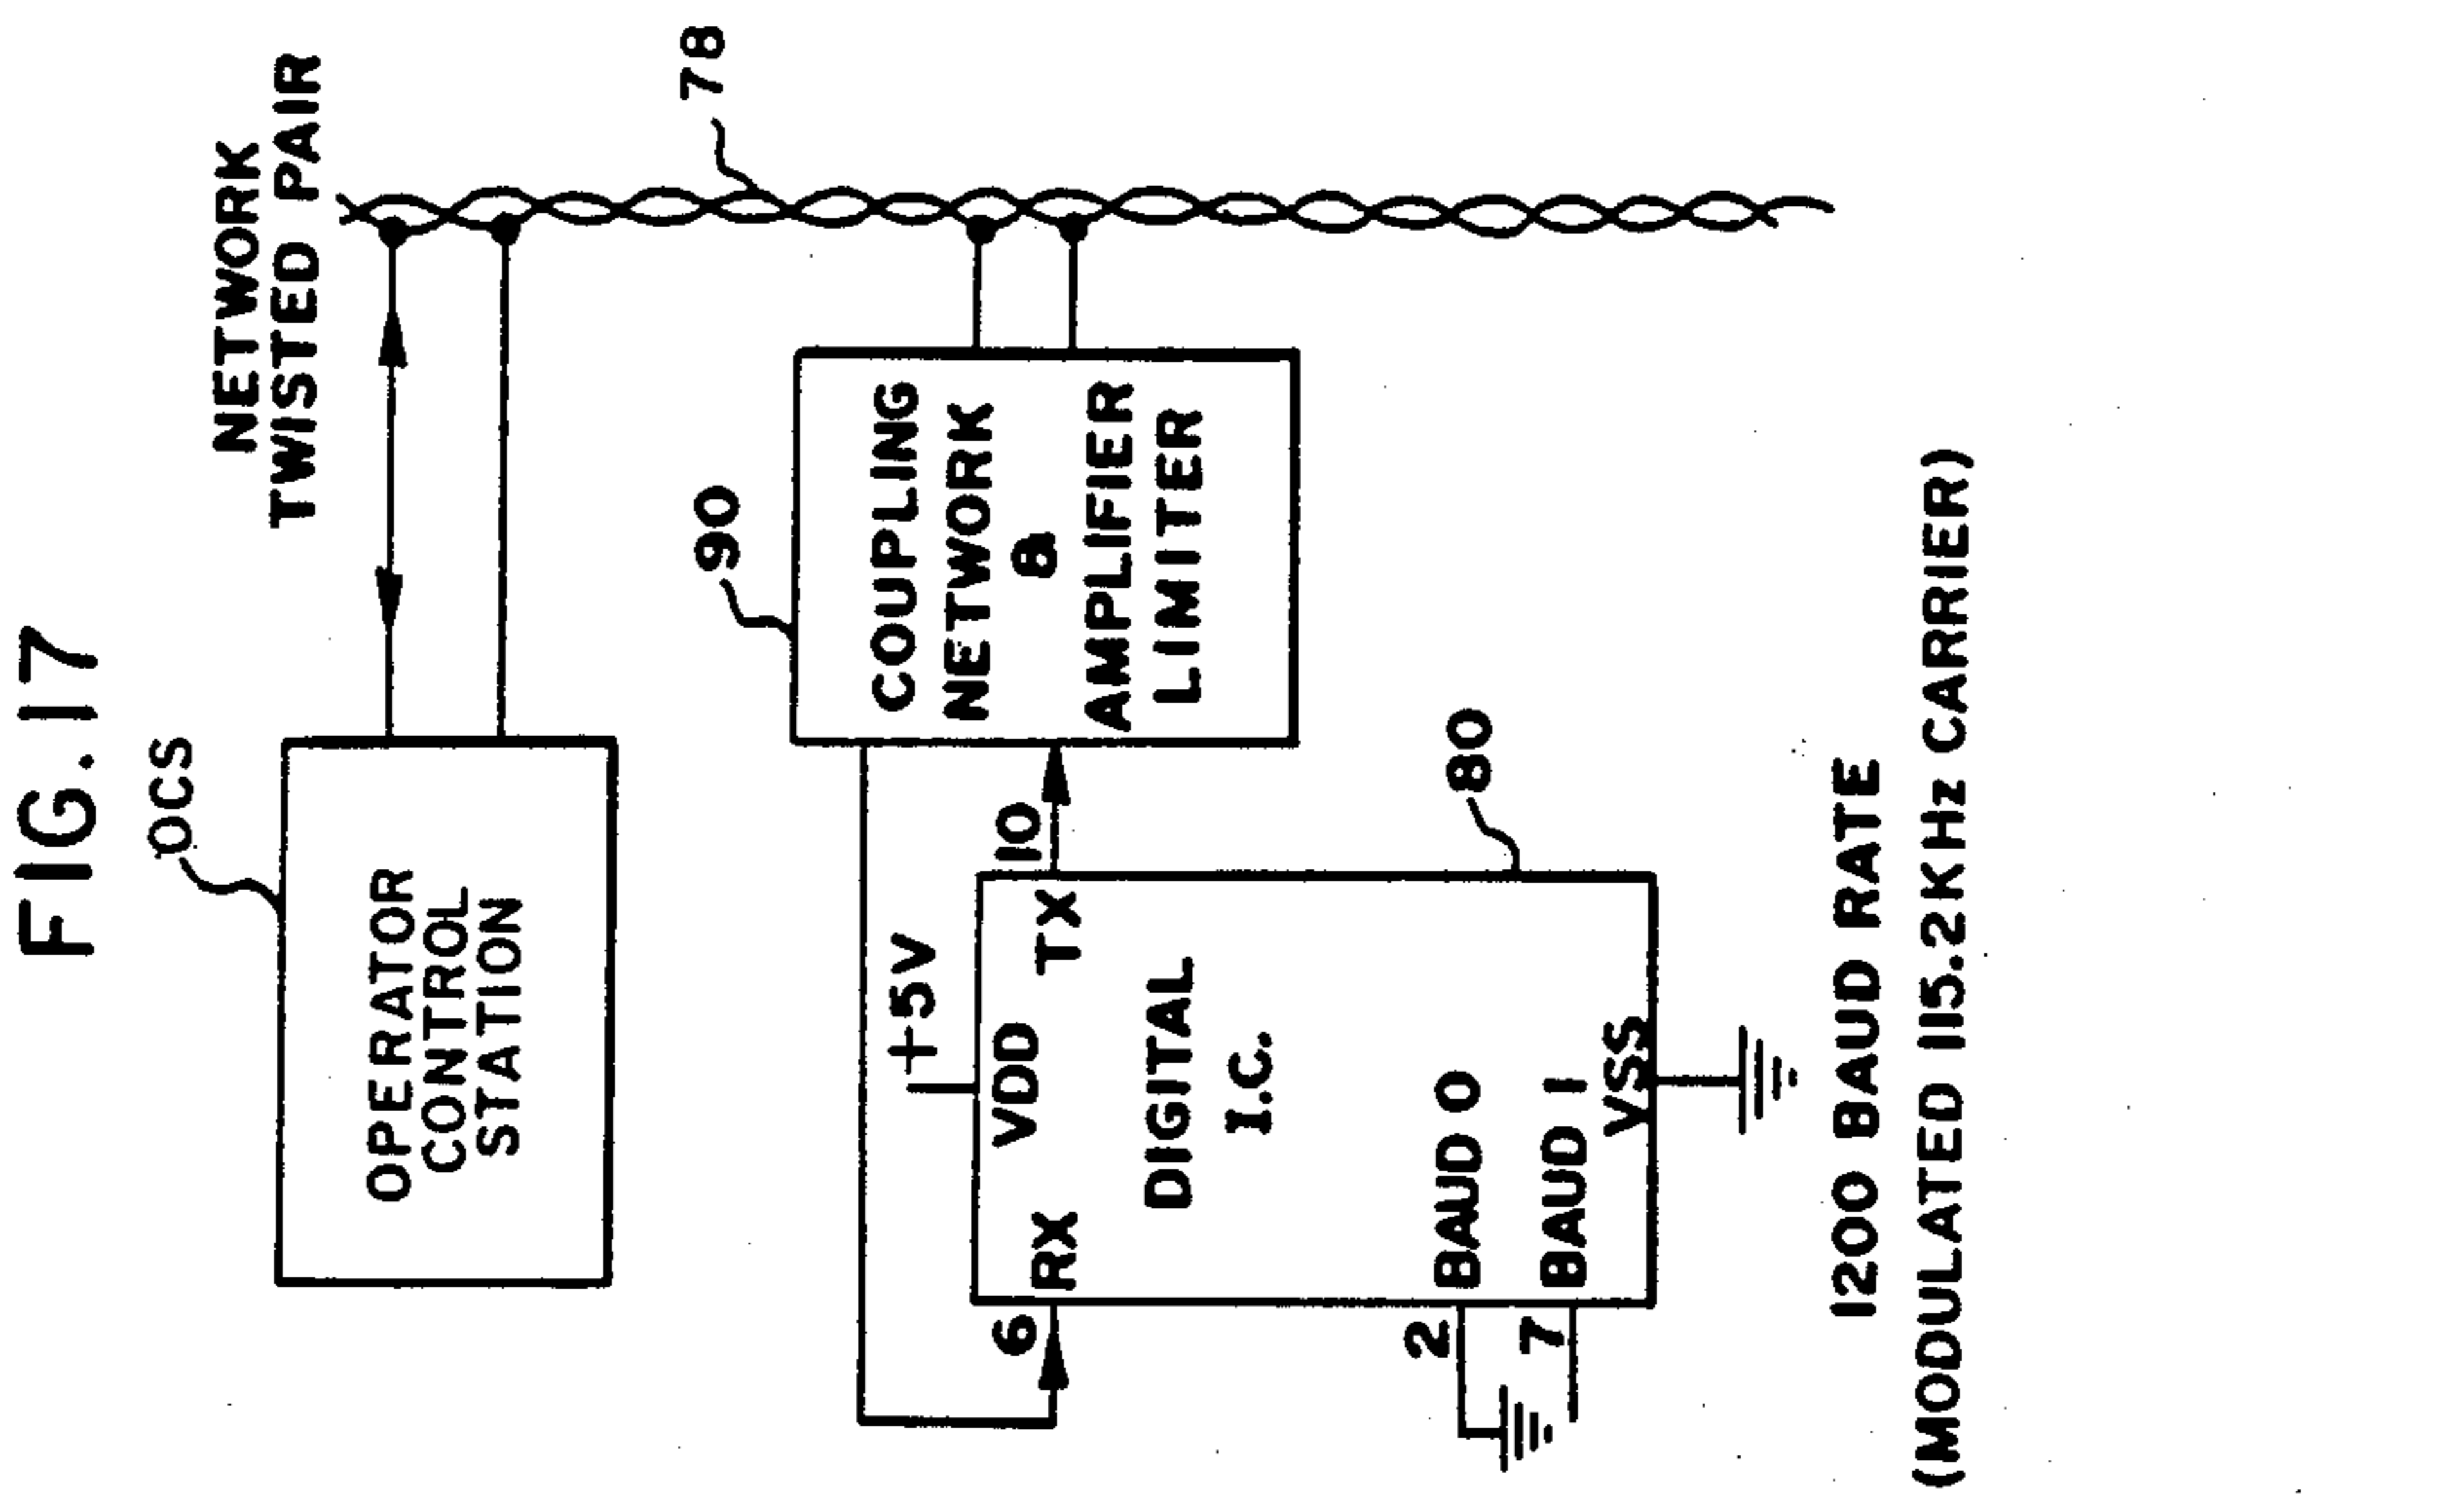 FIG. 17
OCS
OPERATOR
CONTROL
STATION
NETWORK
TWISTED PAIR
78
90
COUPLING
NETWORK
&
AMPLIFIER
LIMITER
+5V
10
VDD
RX
TX
6
DIGITAL
I.C.
80
2
BAUD 0
7
BAUD 1
VSS
1200 BAUD RATE
(MODULATED 115.2KHz CARRIER)